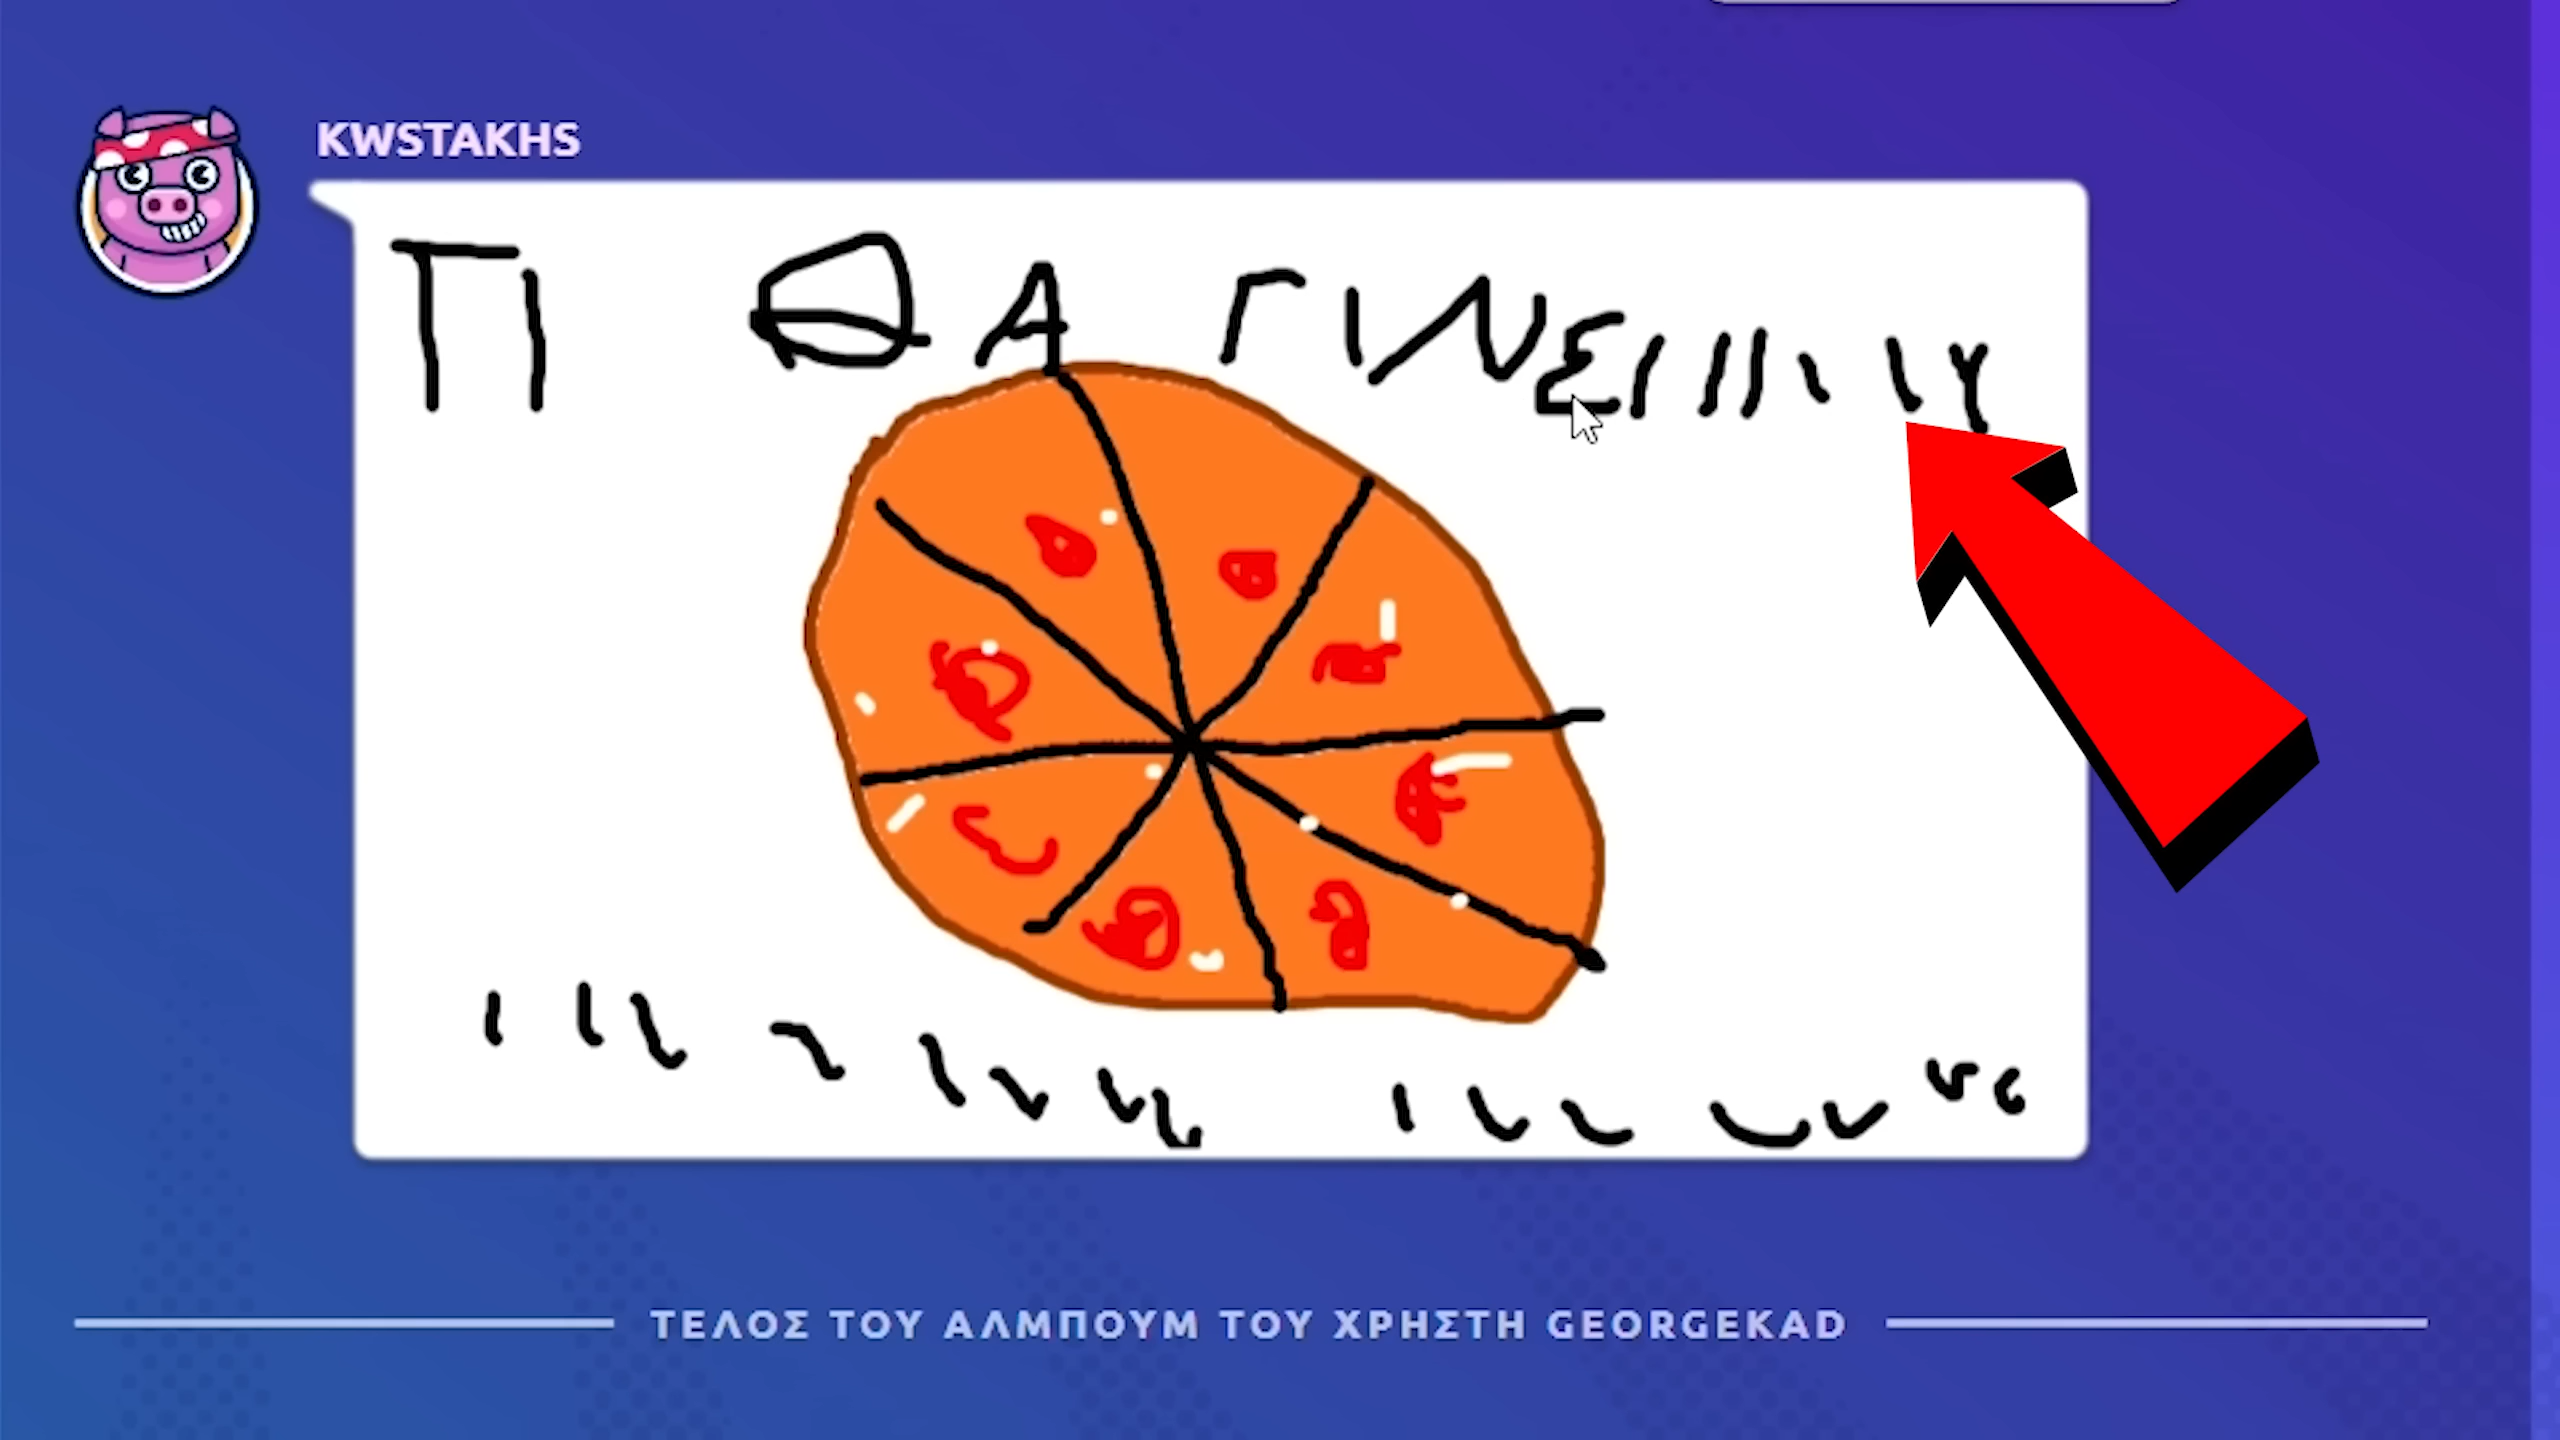 KWSTAKHS
ΤΙ ΘΑ ΓΙΝΕΙ
ΤΕΛΟΣ ΤΟΥ ΑΛΜΠΟΥΜ ΤΟΥ ΧΡΗΣΤΗ GEORGEKAD